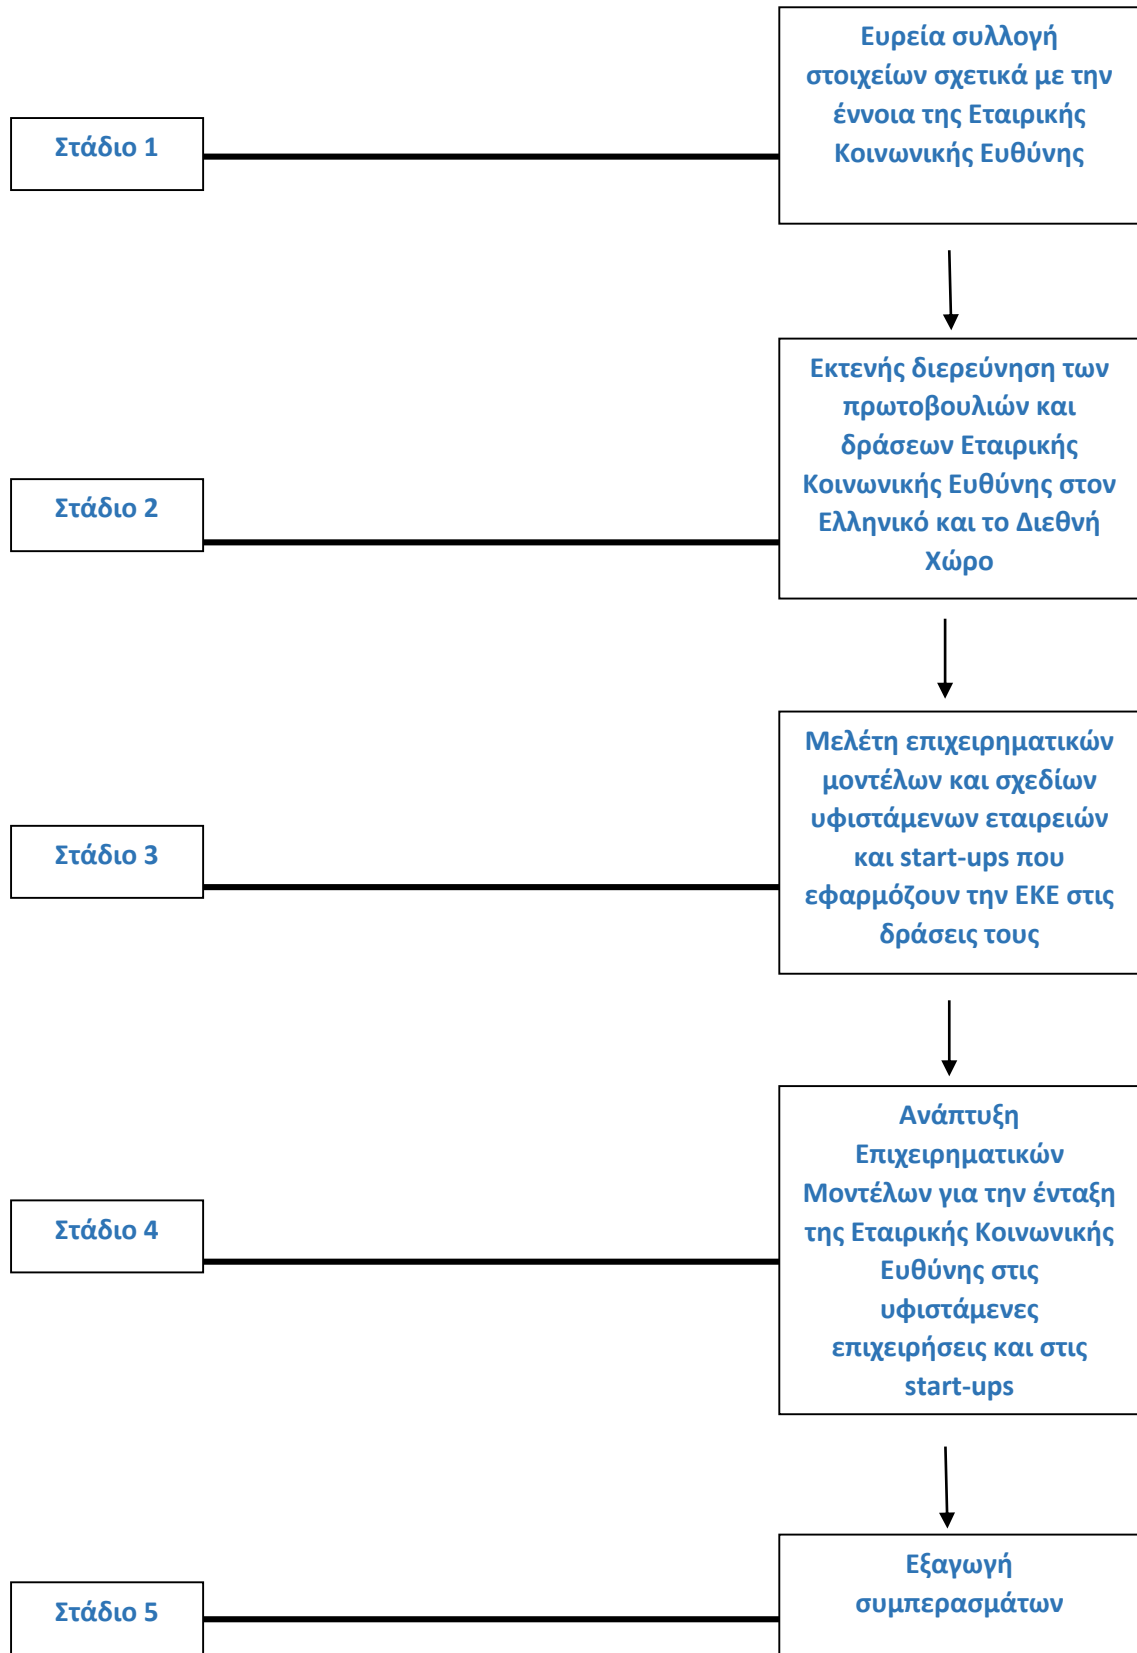 Ευρεία συλλογή
στοιχείων σχετικά με την
έννοια της Εταιρικής
Κοινωνικής Ευθύνης
Στάδιο 1
Εκτενής διερεύνηση των
πρωτοβουλιών και
δράσεων Εταιρικής
Κοινωνικής Ευθύνης στον
Ελληνικό και το Διεθνή
Χώρο
Στάδιο 2
Μελέτη επιχειρηματικών
μοντέλων και σχεδίων
υφιστάμενων εταιρειών
και start-ups που
εφαρμόζουν την ΕΚΕ στις
δράσεις τους
Στάδιο 3
Ανάπτυξη
Επιχειρηματικών
Μοντέλων για την ένταξη
της Εταιρικής Κοινωνικής
Ευθύνης στις
υφιστάμενες
επιχειρήσεις και στις
start-ups
Στάδιο 4
Εξαγωγή
συμπερασμάτων
Στάδιο 5